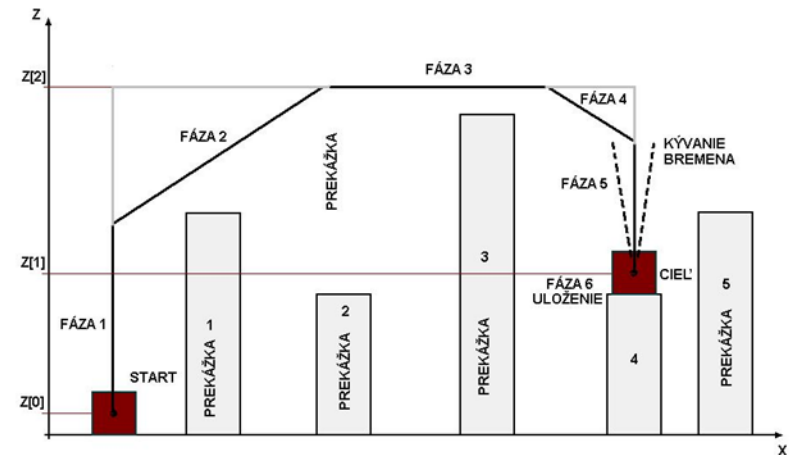 Z
Z[2]
FÁZA 3
FÁZA 4
FÁZA 2
PREKÁŽKA
KÝVANIE
BREMENA
FÁZA 5
3
Z[1]
FÁZA 6
ULOŽENIE
CIEĽ
5
1
2
FÁZA 1
PREKÁŽKA
PREKÁŽKA
PREKÁŽKA
4
PREKÁŽKA
START
Z[0]
X